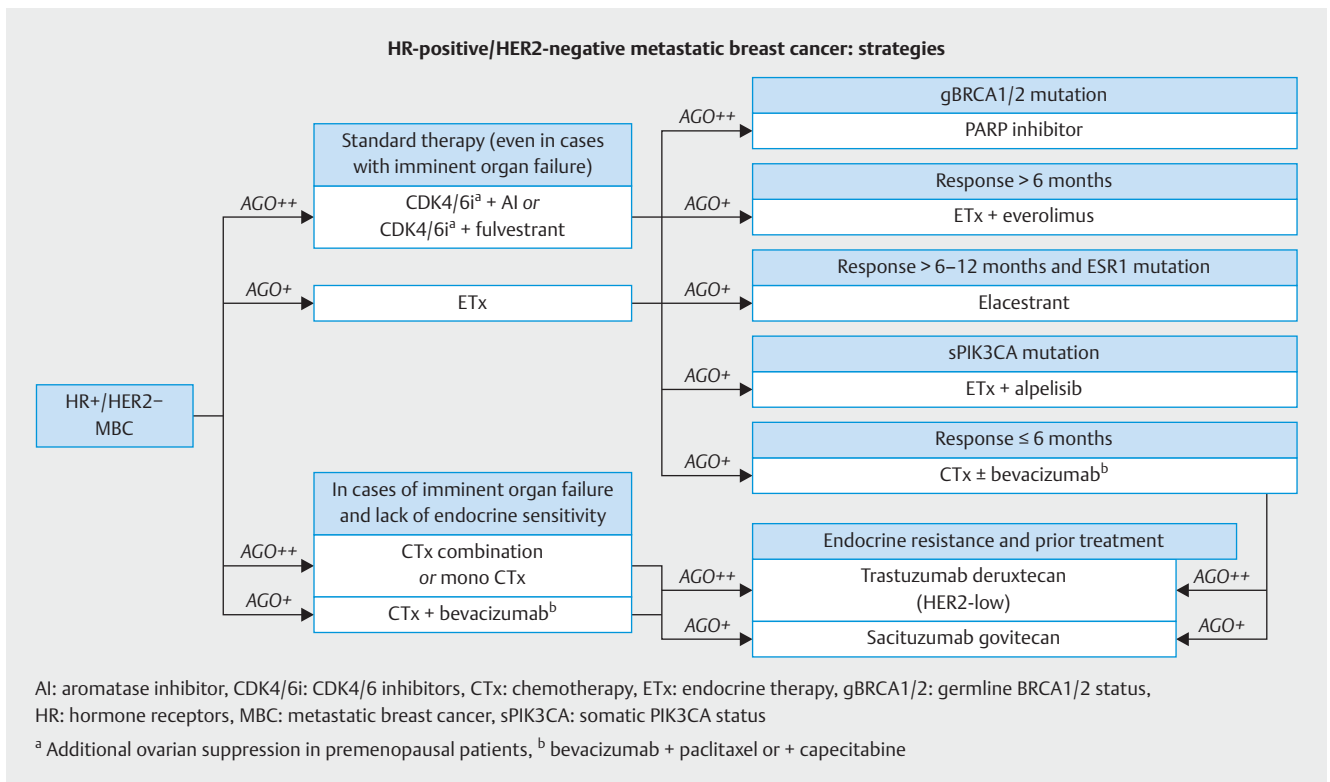 HR-positive/HER2-negative metastatic breast cancer: strategies
HR+/HER2–
MBC
AGO++
Standard therapy (even in cases
with imminent organ failure)
CDK4/6iᵃ + AI or
CDK4/6iᵃ + fulvestrant
AGO+
ETx
In cases of imminent organ failure
and lack of endocrine sensitivity
AGO++
CTx combination
or mono CTx
AGO+
CTx + bevacizumabᵇ
AGO++
gBRCA1/2 mutation
PARP inhibitor
AGO+
Response > 6 months
ETx + everolimus
AGO+
Response > 6–12 months and ESR1 mutation
Elacestrant
AGO+
sPIK3CA mutation
ETx + alpelisib
AGO+
Response ≤ 6 months
CTx ± bevacizumabᵇ
Endocrine resistance and prior treatment
AGO++
Trastuzumab deruxtecan
(HER2-low)
AGO++
AGO+
Sacituzumab govitecan
AGO+
AI: aromatase inhibitor, CDK4/6i: CDK4/6 inhibitors, CTx: chemotherapy, ETx: endocrine therapy, gBRCA1/2: germline BRCA1/2 status,
HR: hormone receptors, MBC: metastatic breast cancer, sPIK3CA: somatic PIK3CA status
ᵃ Additional ovarian suppression in premenopausal patients, ᵇ bevacizumab + paclitaxel or + capecitabine